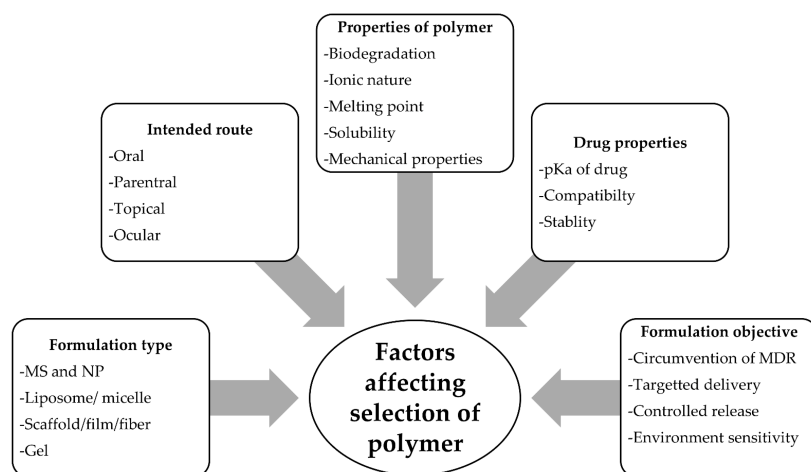 Properties of polymer
-Biodegradation
-Ionic nature
-Melting point
-Solubility
-Mechanical properties
Intended route
-Oral
-Parentral
-Topical
-Ocular
Drug properties
-pKa of drug
-Compatibilty
-Stablity
Formulation type
-MS and NP
-Liposome/ micelle
-Scaffold/film/fiber
-Gel
Factors
affecting
selection of
polymer
Formulation objective
-Circumvention of MDR
-Targetted delivery
-Controlled release
-Environment sensitivity